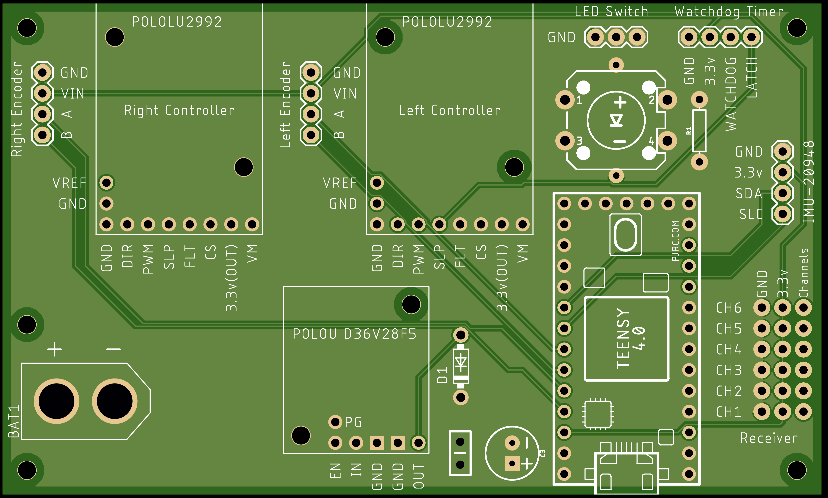 LED Switch
Watchdog Timer
POLOLU2992
POLOLU2992
GND
GND
3.3v
WATCHDOG
LATCH
Right Encoder
GND
VIN
A
B
Right Controller
Left Encoder
GND
VIN
A
B
Left Controller
1
2
3
4
+
−
R1
GND
3.3v
SDA
SLC
IMU-20948
VREF
GND
VREF
GND
GND
DIR
PWM
SLP
FLT
CS
3.3v(OUT)
VM
GND
DIR
PWM
SLP
FLT
CS
3.3v(OUT)
VM
PJRC.COM
TEENSY
4.0
GND
3.3v
Channels
CH6
CH5
CH4
CH3
CH2
CH1
Receiver
POLOU D36V28F5
PG
EN
IN
GND
GND
OUT
D1
+ −
BAT1
−
+